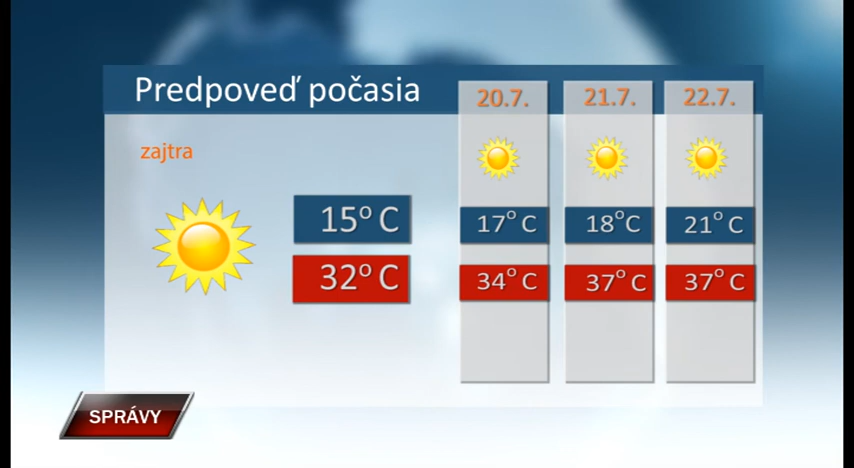 Predpoveď počasia
zajtra
15° C
32° C
20.7. 21.7. 22.7.
17° C 18°C 21° C
34° C 37° C 37° C
SPRÁVY